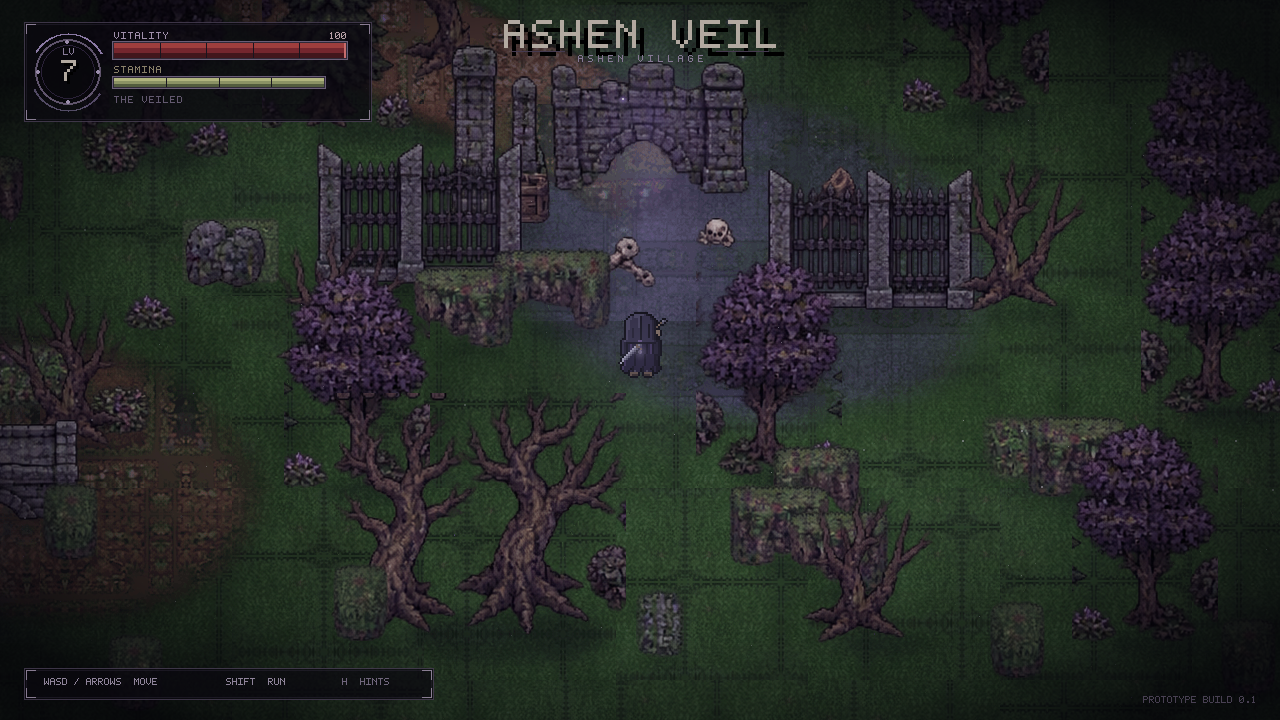 ASHEN VEIL
ASHEN VILLAGE
VITALITY 100
LV
7
STAMINA
THE VEILED
WASD / ARROWS MOVE SHIFT RUN H HINTS
PROTOTYPE BUILD 0.1